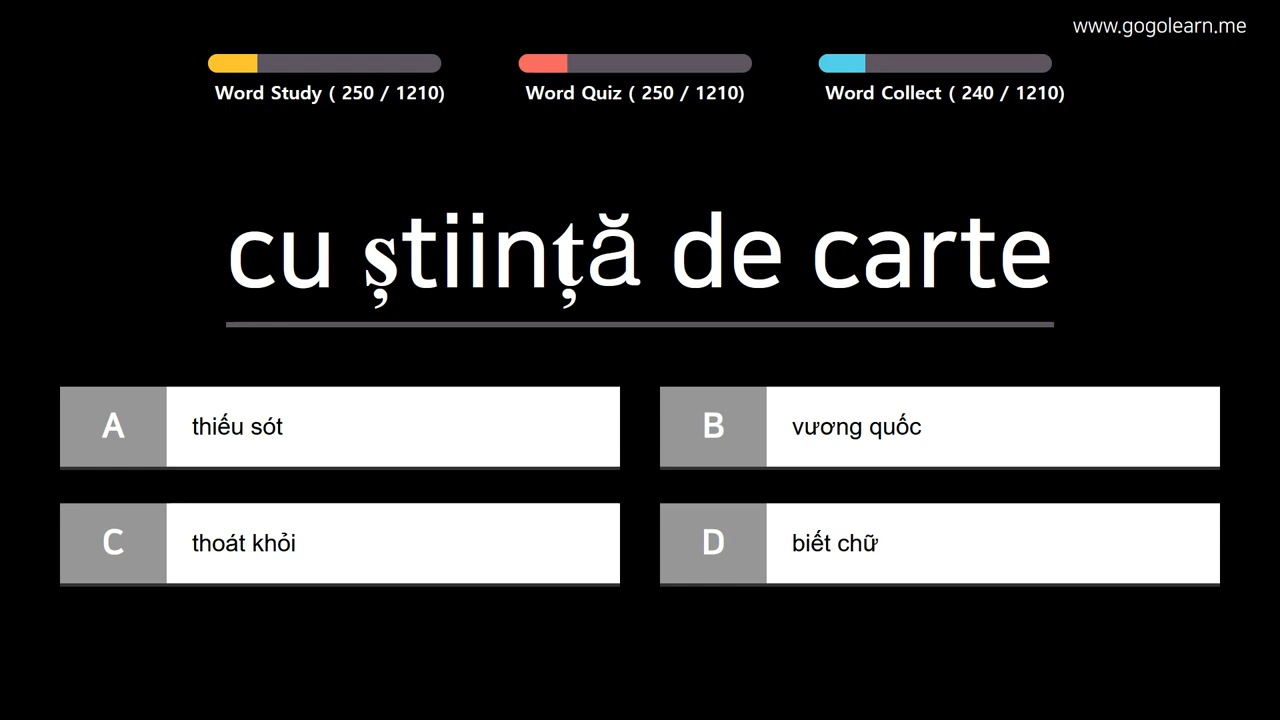 www.gogolearn.me
Word Study ( 250 / 1210)
Word Quiz ( 250 / 1210)
Word Collect ( 240 / 1210)
cu știință de carte
A thiếu sót
B vương quốc
C thoát khỏi
D biết chữ